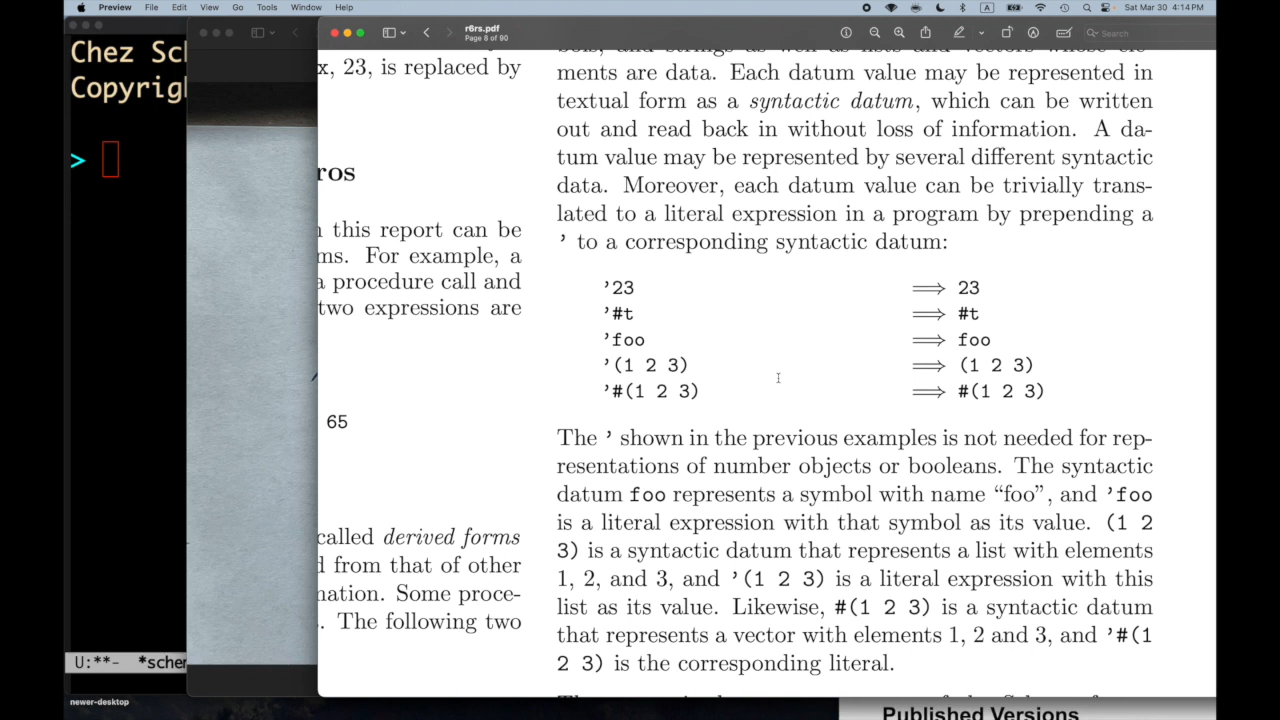 Preview File Edit View Go Tools Window Help
A
Sat Mar 30 4:14 PM
Chez Sc
Copyrig
>
U:**- *sche
newer-desktop
r6rs.pdf
Page 8 of 90
Search
x, 23, is replaced by
ros
this report can be
ms. For example, a
a procedure call and
two expressions are
65
called derived forms
d from that of other
mation. Some proce-
The following two
bols, and strings as well as lists and vectors whose ele-
ments are data. Each datum value may be represented in
textual form as a syntactic datum, which can be written
out and read back in without loss of information. A da-
tum value may be represented by several different syntactic
data. Moreover, each datum value can be trivially trans-
lated to a literal expression in a program by prepending a
’ to a corresponding syntactic datum:
’23 ⟹ 23
’#t ⟹ #t
’foo ⟹ foo
’(1 2 3) ⟹ (1 2 3)
’#(1 2 3) ⟹ #(1 2 3)
The ’ shown in the previous examples is not needed for rep-
resentations of number objects or booleans. The syntactic
datum foo represents a symbol with name “foo”, and ’foo
is a literal expression with that symbol as its value. (1 2
3) is a syntactic datum that represents a list with elements
1, 2, and 3, and ’(1 2 3) is a literal expression with this
list as its value. Likewise, #(1 2 3) is a syntactic datum
that represents a vector with elements 1, 2 and 3, and ’#(1
2 3) is the corresponding literal.
Published Versions